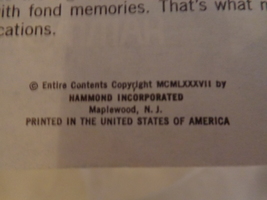 with fond memories. That's what
cations.
© Entire Contents Copyright MCMLXXXVII by
HAMMOND INCORPORATED
Maplewood, N. J.
PRINTED IN THE UNITED STATES OF AMERICA